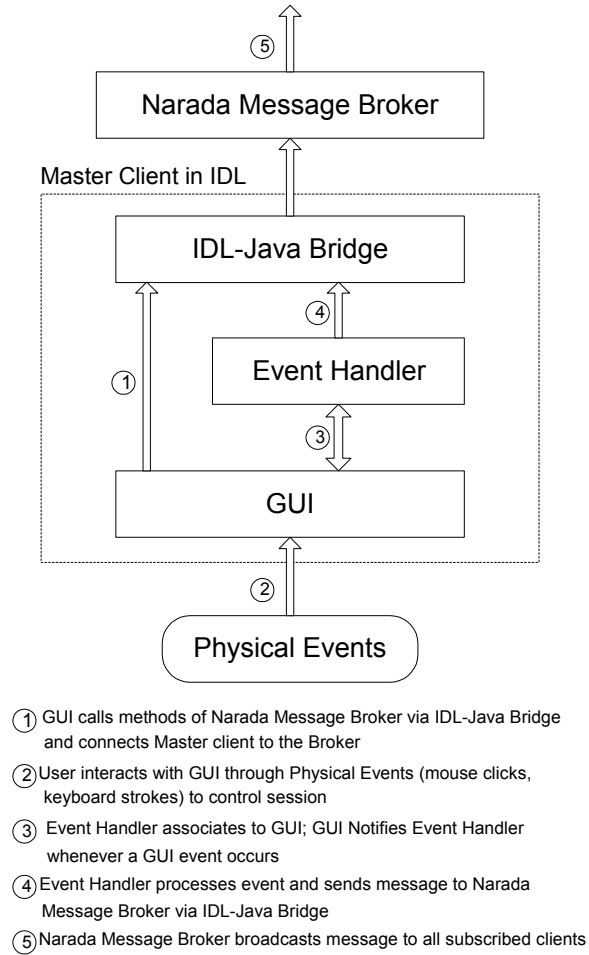 5
Narada Message Broker
Master Client in IDL
IDL-Java Bridge
4
Event Handler
1
3
GUI
2
Physical Events
1 GUI calls methods of Narada Message Broker via IDL-Java Bridge
and connects Master client to the Broker
2 User interacts with GUI through Physical Events (mouse clicks,
keyboard strokes) to control session
3 Event Handler associates to GUI; GUI Notifies Event Handler
whenever a GUI event occurs
4 Event Handler processes event and sends message to Narada
Message Broker via IDL-Java Bridge
5 Narada Message Broker broadcasts message to all subscribed clients